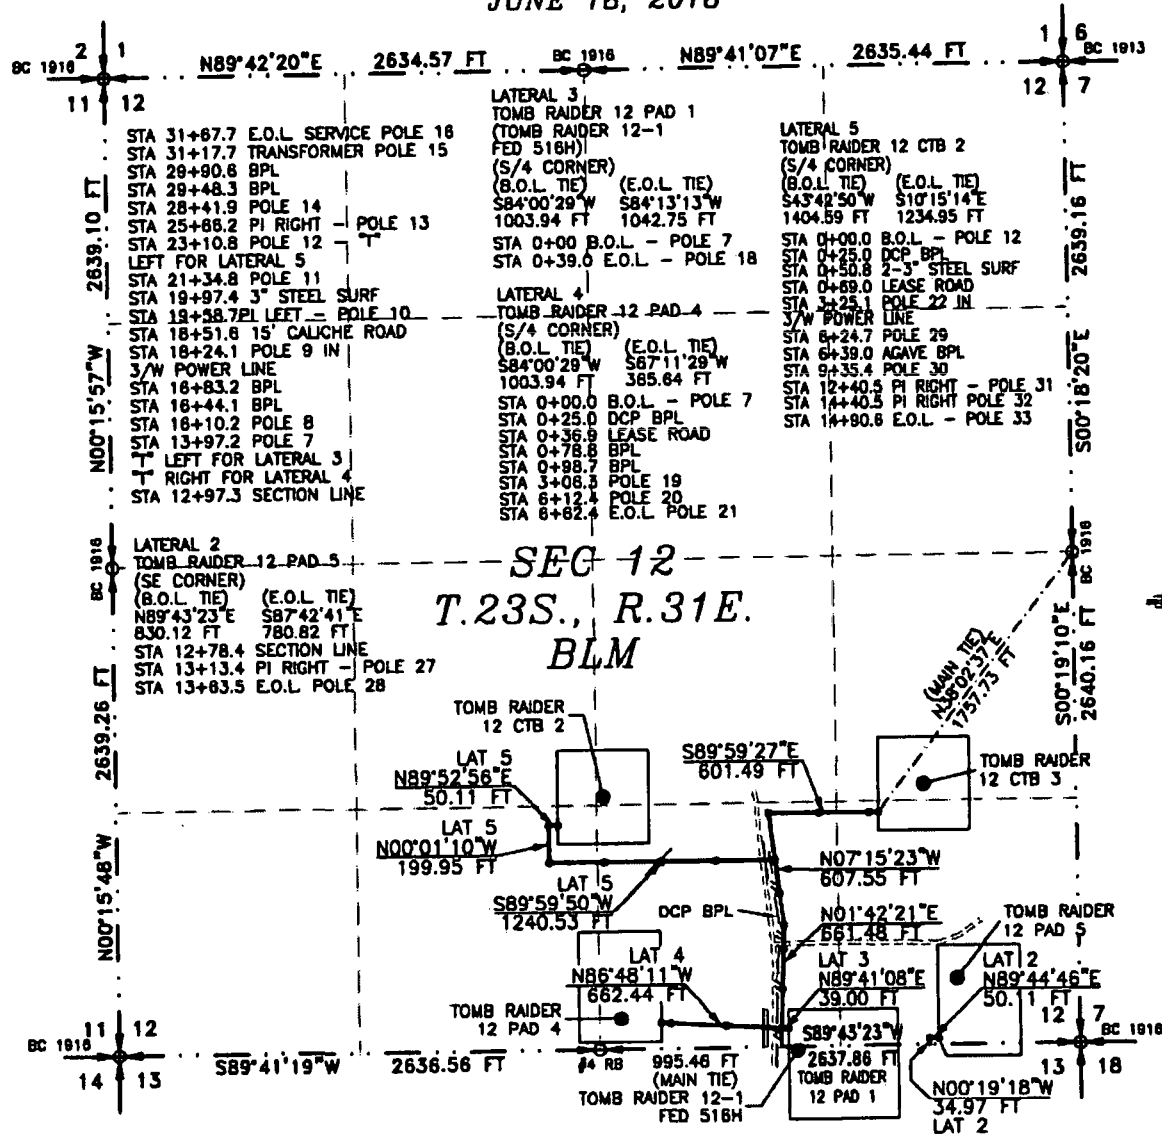 JUNE 18, 2018
2 1
BC 1916
11 12
N89°42'20"E 2634.57 FT
BC 1916
N89°41'07"E 2635.44 FT
1 6
BC 1913
12 7
STA 31+67.7 E.O.L. SERVICE POLE 16
STA 31+17.7 TRANSFORMER POLE 15
STA 29+90.6 BPL
STA 29+48.3 BPL
STA 28+41.9 POLE 14
STA 25+66.2 PI RIGHT - POLE 13
STA 23+10.8 POLE 12 - "T"
LEFT FOR LATERAL 5
STA 21+34.8 POLE 11
STA 19+97.4 3" STEEL SURF
STA 19+58.7 PI LEFT - POLE 10
STA 18+51.6 15' CALICHE ROAD
STA 18+24.1 POLE 9 IN
3/W POWER LINE
STA 16+83.2 BPL
STA 16+44.1 BPL
STA 16+10.2 POLE 8
STA 13+97.2 POLE 7
"T" LEFT FOR LATERAL 3
"T" RIGHT FOR LATERAL 4
STA 12+97.3 SECTION LINE
LATERAL 2
TOMB RAIDER 12 PAD 5
(SE CORNER)
(B.O.L. TIE) (E.O.L. TIE)
N89°43'23"E S87°42'41"E
830.12 FT 780.82 FT
STA 12+78.4 SECTION LINE
STA 13+13.4 PI RIGHT - POLE 27
STA 13+63.5 E.O.L. POLE 28
LATERAL 3
TOMB RAIDER 12 PAD 1
(TOMB RAIDER 12-1
FED 516H)
(S/4 CORNER)
(B.O.L. TIE) (E.O.L. TIE)
S84°00'29"W S84°13'13"W
1003.94 FT 1042.75 FT
STA 0+00 B.O.L. - POLE 7
STA 0+39.0 E.O.L. - POLE 18
LATERAL 4
TOMB RAIDER 12 PAD 4
(S/4 CORNER)
(B.O.L. TIE) (E.O.L. TIE)
S84°00'29"W S67°11'29"W
1003.94 FT 385.64 FT
STA 0+00.0 B.O.L. - POLE 7
STA 0+25.0 DCP BPL
STA 0+36.9 LEASE ROAD
STA 0+78.8 BPL
STA 0+98.7 BPL
STA 3+06.3 POLE 19
STA 6+12.4 POLE 20
STA 6+62.4 E.O.L. POLE 21
LATERAL 5
TOMB RAIDER 12 CTB 2
(S/4 CORNER)
(B.O.L. TIE) (E.O.L. TIE)
S43°42'50"W S10°15'14"E
1404.59 FT 1234.95 FT
STA 0+00.0 B.O.L. - POLE 12
STA 0+25.0 DCP BPL
STA 0+50.8 2-3" STEEL SURF
STA 0+69.0 LEASE ROAD
STA 3+25.1 POLE 22 IN
3/W POWER LINE
STA 6+24.7 POLE 29
STA 6+39.0 AGAVE BPL
STA 9+35.4 POLE 30
STA 12+40.5 PI RIGHT - POLE 31
STA 14+40.5 PI RIGHT POLE 32
STA 14+90.6 E.O.L. - POLE 33
N00°15'57"W 2639.10 FT
S00°18'20"E 2639.16 FT
BC 1916
BC 1916
SEC 12
T.23S., R.31E.
BLM
N00°15'48"W 2639.26 FT
S00°19'10"E
2640.16 FT
(MAIN TIE)
N38°02'37"E
1757.73 FT
TOMB RAIDER
12 CTB 2
LAT 5
N89°52'56"E
50.11 FT
LAT 5
N00°01'10"W
199.95 FT
LAT 5
S89°59'50"W
1240.53 FT
S89°59'27"E
601.49 FT
TOMB RAIDER
12 CTB 3
N07°15'23"W
607.55 FT
DCP BPL
N01°42'21"E
661.48 FT
TOMB RAIDER
12 PAD 5
LAT 4
N86°48'11"W
662.44 FT
LAT 3
N89°41'08"E
39.00 FT
LAT 2
N89°44'46"E
50.11 FT
TOMB RAIDER
12 PAD 4
11 12
BC 1916
14 13
S89°41'19"W 2636.56 FT
RB
995.46 FT
(MAIN TIE)
TOMB RAIDER 12-1
FED 516H
S89°43'23"W
2637.86 FT
TOMB RAIDER
12 PAD 1
12 7
BC 1916
13 18
N00°19'18"W
34.97 FT
LAT 2